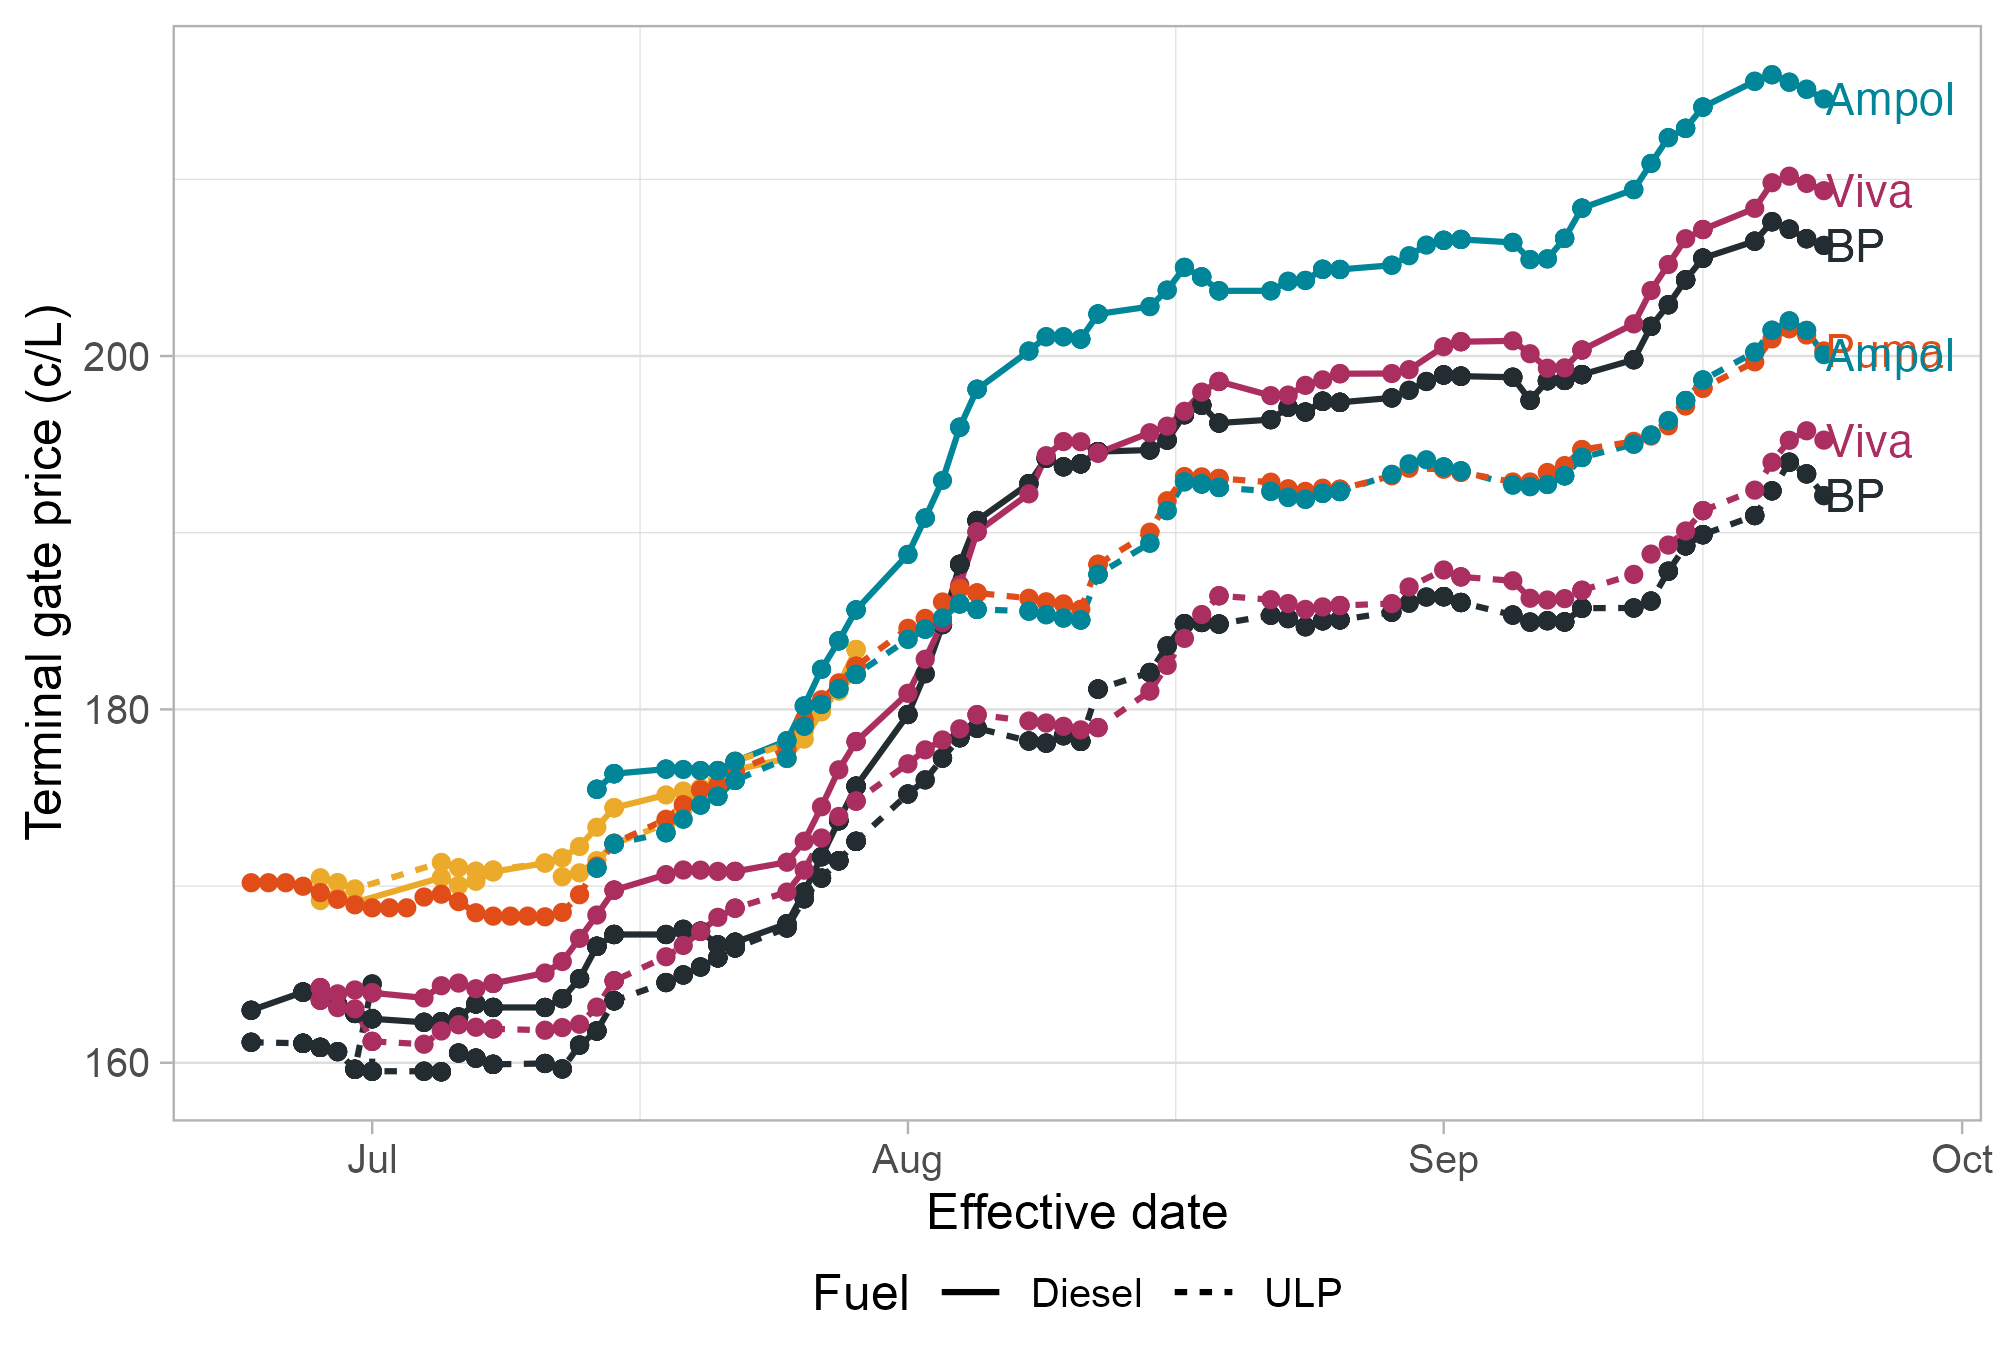 Terminal gate price (c/L)
200
180
160
Ampol
Viva
BP
Puma
Ampol
Viva
BP
Jul
Aug
Sep
Oct
Effective date
Fuel
Diesel
ULP